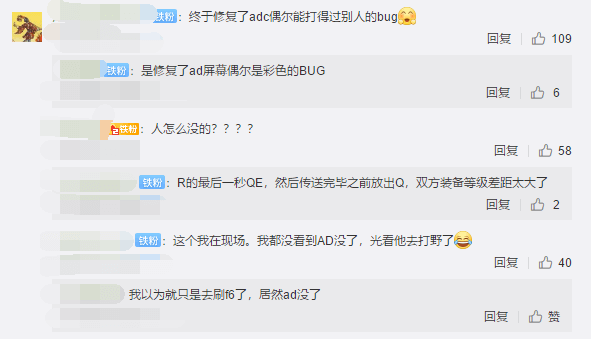 铁粉：终于修复了adc偶尔能打得过别人的bug
回复 109
铁粉：是修复了ad屏幕偶尔是彩色的BUG
回复 6
铁粉：人怎么没的？？？？
回复 58
铁粉：R的最后一秒QE，然后传送完毕之前放出Q，双方装备等级差距太大了
回复 2
铁粉：这个我在现场。我都没看到AD没了，光看他去打野了
回复 40
我以为就只是去刷f6了，居然ad没了
回复 赞